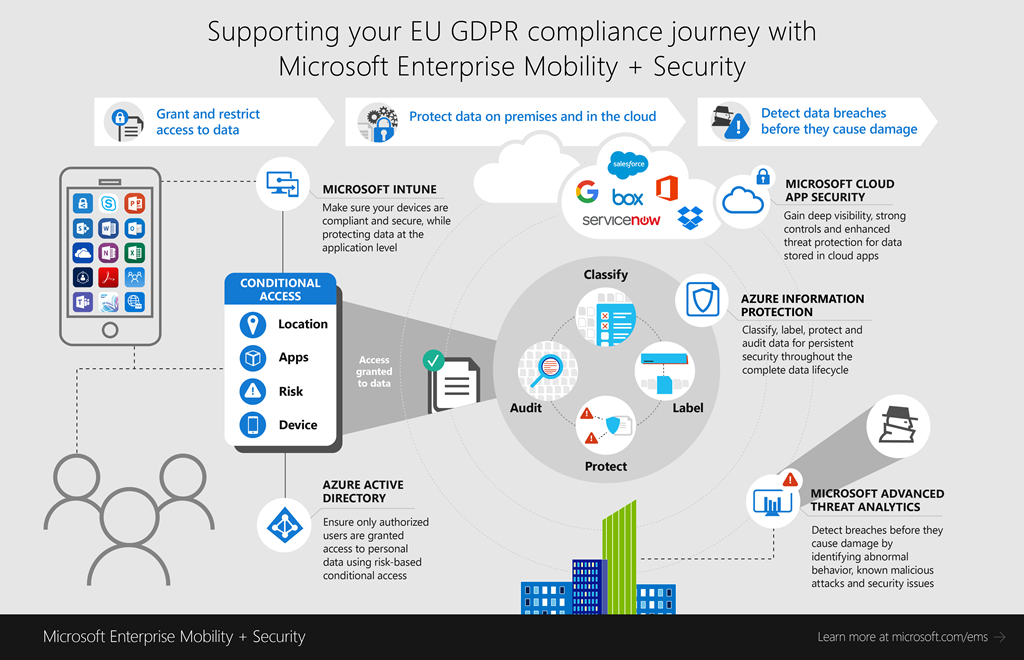 Supporting your EU GDPR compliance journey with
Microsoft Enterprise Mobility + Security
Grant and restrict
access to data
Protect data on premises and in the cloud
Detect data breaches
before they cause damage
MICROSOFT INTUNE
Make sure your devices are
compliant and secure, while
protecting data at the
application level
CONDITIONAL
ACCESS
Location
Apps
Risk
Device
Access
granted
to data
AZURE ACTIVE
DIRECTORY
Ensure only authorized
users are granted
access to personal
data using risk-based
conditional access
salesforce
G
box
servicenow
Classify
Label
Protect
Audit
MICROSOFT CLOUD
APP SECURITY
Gain deep visibility, strong
controls and enhanced
threat protection for data
stored in cloud apps
AZURE INFORMATION
PROTECTION
Classify, label, protect and
audit data for persistent
security throughout the
complete data lifecycle
MICROSOFT ADVANCED
THREAT ANALYTICS
Detect breaches before they
cause damage by
identifying abnormal
behavior, known malicious
attacks and security issues
Microsoft Enterprise Mobility + Security
Learn more at microsoft.com/ems